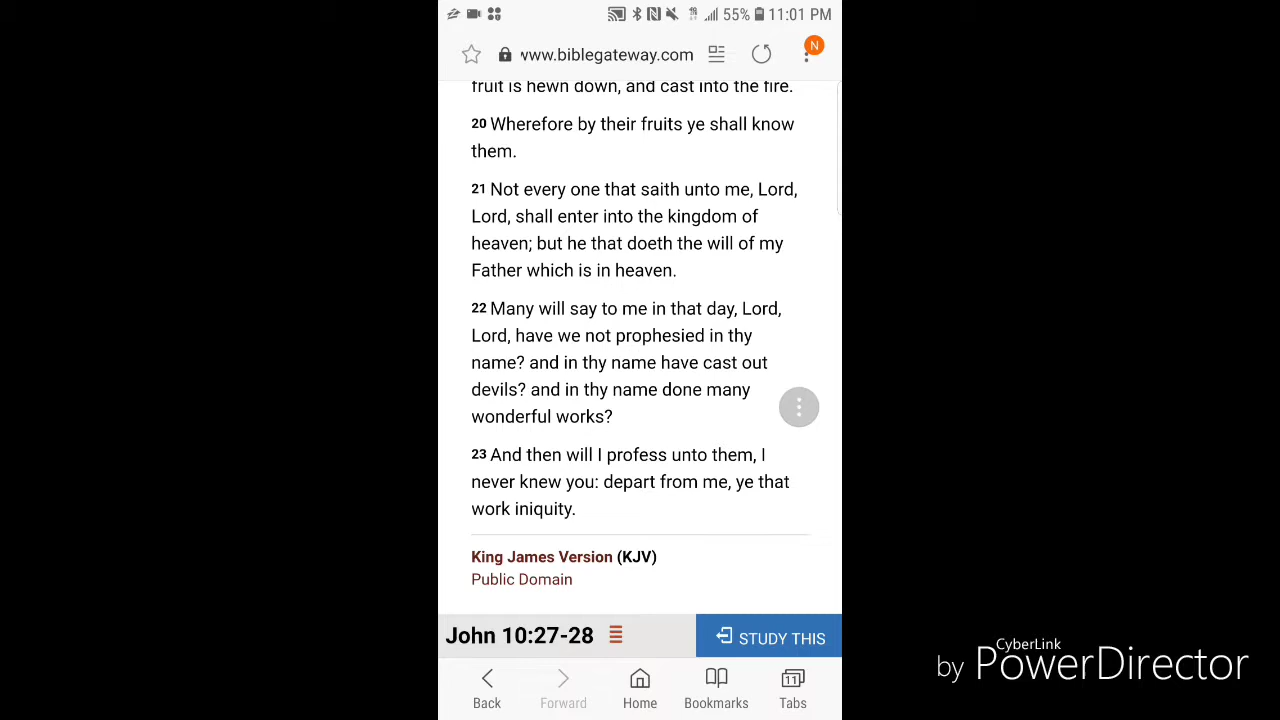 55% 11:01 PM
www.biblegateway.com
N
fruit is hewn down, and cast into the fire.
20 Wherefore by their fruits ye shall know
them.
21 Not every one that saith unto me, Lord,
Lord, shall enter into the kingdom of
heaven; but he that doeth the will of my
Father which is in heaven.
22 Many will say to me in that day, Lord,
Lord, have we not prophesied in thy
name? and in thy name have cast out
devils? and in thy name done many
wonderful works?
23 And then will I profess unto them, I
never knew you: depart from me, ye that
work iniquity.
King James Version (KJV)
Public Domain
John 10:27-28 STUDY THIS
11
Back Forward Home Bookmarks Tabs
CyberLink
by PowerDirector